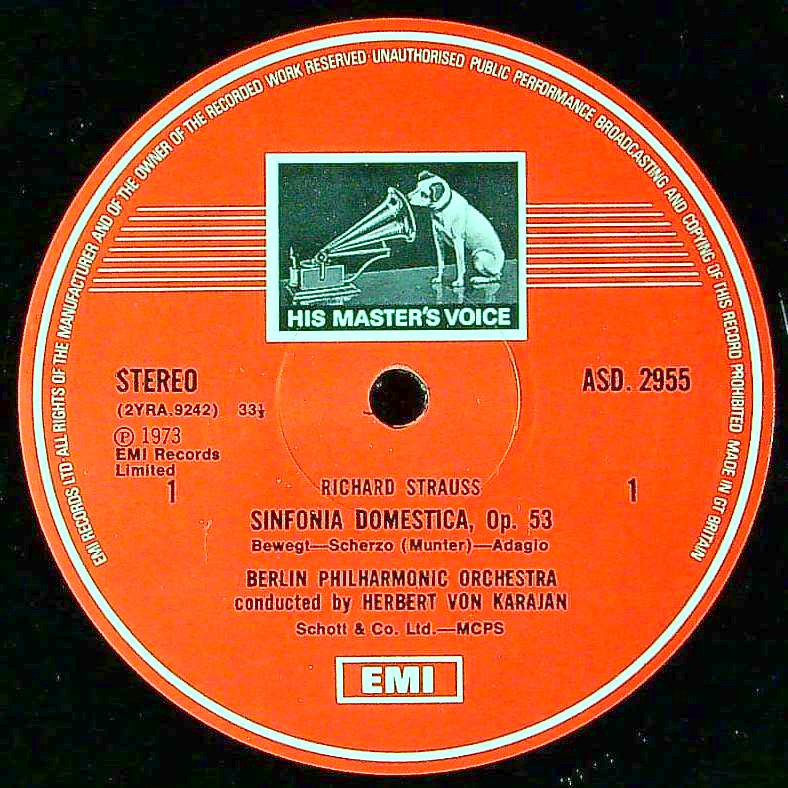 EMI RECORDS LTD·ALL RIGHTS OF THE MANUFACTURER AND OF THE OWNER OF THE RECORDED WORK RESERVED·UNAUTHORISED PUBLIC PERFORMANCE BROADCASTING AND COPYING OF THIS RECORD PROHIBITED MADE IN GT BRITAIN
HIS MASTER'S VOICE
STEREO
ASD. 2955
(2YRA.9242) 33⅓
Ⓟ 1973
EMI Records
Limited
1
1
RICHARD STRAUSS
SINFONIA DOMESTICA, Op. 53
Bewegt—Scherzo (Munter)—Adagio
BERLIN PHILHARMONIC ORCHESTRA
conducted by HERBERT VON KARAJAN
Schott & Co. Ltd.—MCPS
EMI